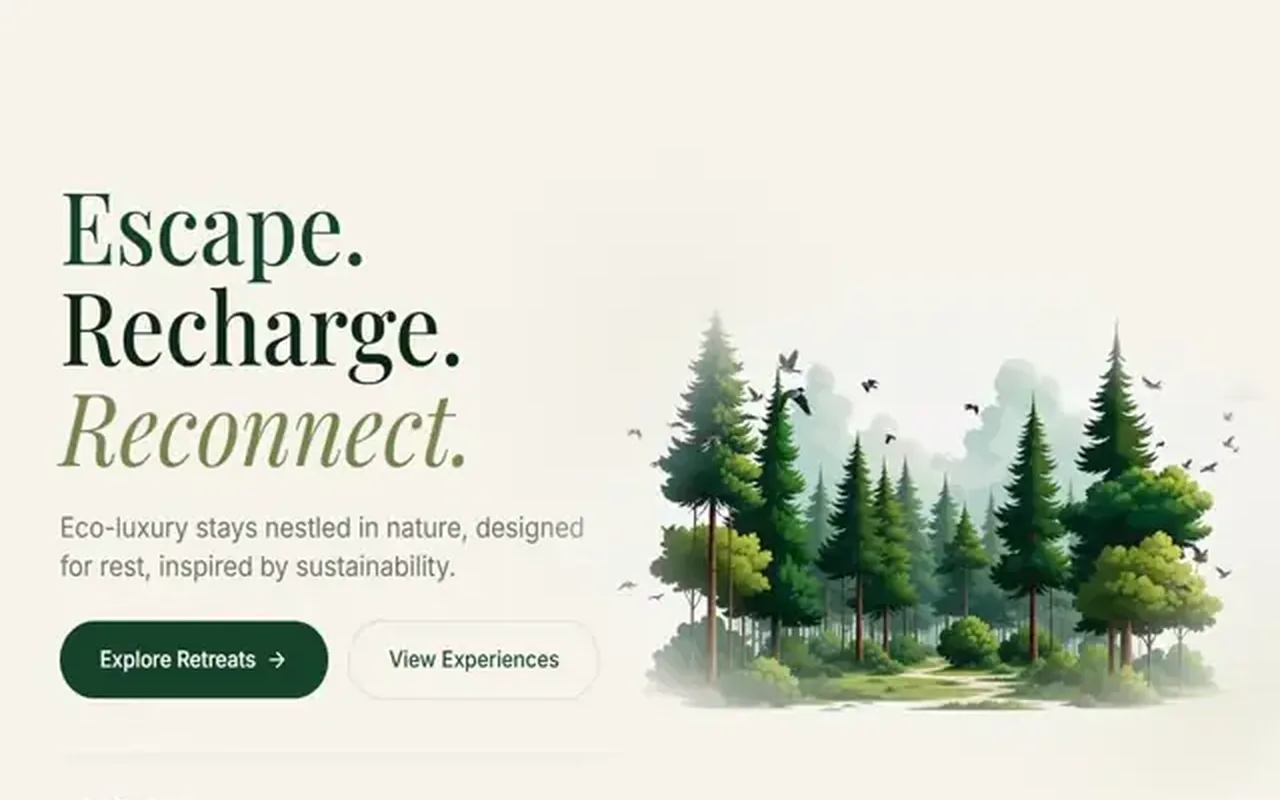 Escape.
Recharge.
Reconnect.
Eco-luxury stays nestled in nature, designed
for rest, inspired by sustainability.
Explore Retreats →
View Experiences